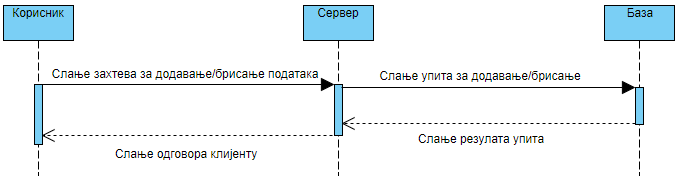 Корисник
Сервер
База
Слање захтева за додавање/брисање података
Слање упита за додавање/брисање
Слање резулата упита
Слање одговора клијенту